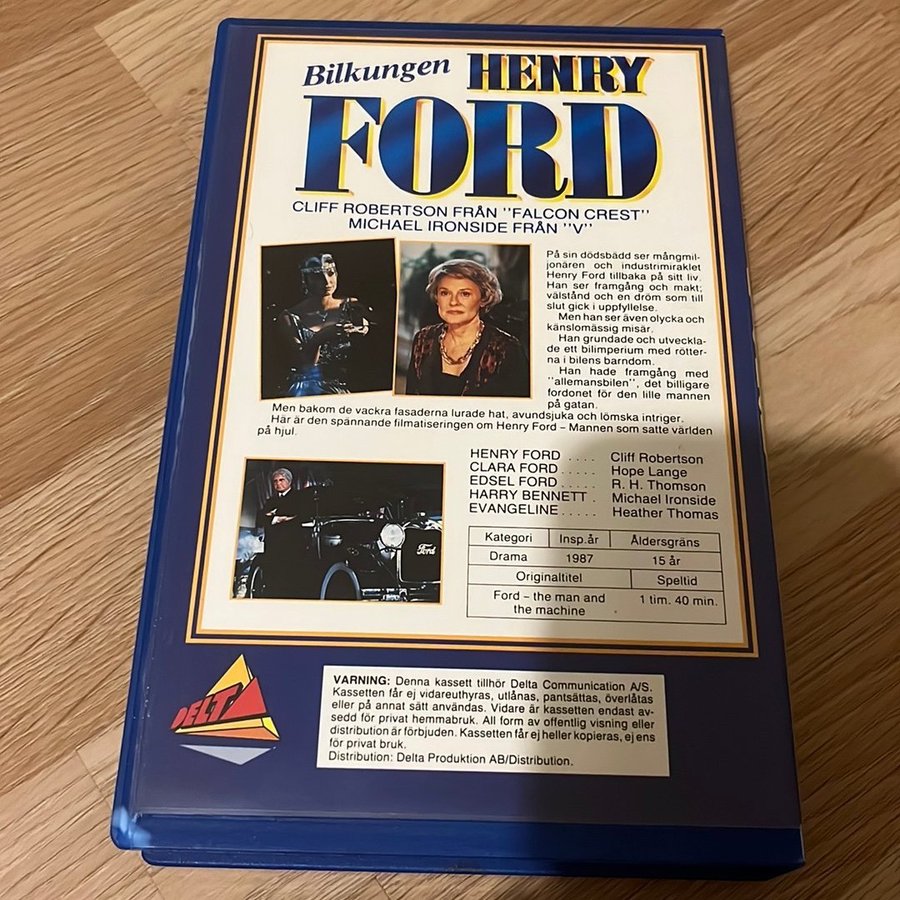 Bilkungen HENRY
FORD
CLIFF ROBERTSON FRÅN "FALCON CREST"
MICHAEL IRONSIDE FRÅN "V"
På sin dödsbädd ser mångmil-
jonären och industrimiraklet
Henry Ford tillbaka på sitt liv.
Han ser framgång och makt;
välstånd och en dröm som till
slut gick i uppfyllelse.
Men han ser även olycka och
känslomässig misär.
Han grundade och utveckla-
de ett bilimperium med rötter-
na i bilens barndom.
Han hade framgång med
"allemansbilen", det billigare
fordonet för den lille mannen
på gatan.
Men bakom de vackra fasaderna lurade hat, avundsjuka och lömska intriger.
Här är den spännande filmatiseringen om Henry Ford – Mannen som satte världen
på hjul.
Ford
HENRY FORD .... Cliff Robertson
CLARA FORD ..... Hope Lange
EDSEL FORD ..... R. H. Thomson
HARRY BENNETT . Michael Ironside
EVANGELINE ..... Heather Thomas
Kategori Insp.år Åldersgräns
Drama 1987 15 år
Originaltitel Speltid
Ford – the man and 1 tim. 40 min.
the machine
DELTA
VARNING: Denna kassett tillhör Delta Communication A/S.
Kassetten får ej vidareuthyras, utlånas, pantsättas, överlåtas
eller på annat sätt användas. Vidare är kassetten endast av-
sedd för privat hemmabruk. All form av offentlig visning eller
distribution är förbjuden. Kassetten får ej heller kopieras, ej ens
för privat bruk.
Distribution: Delta Produktion AB/Distribution.